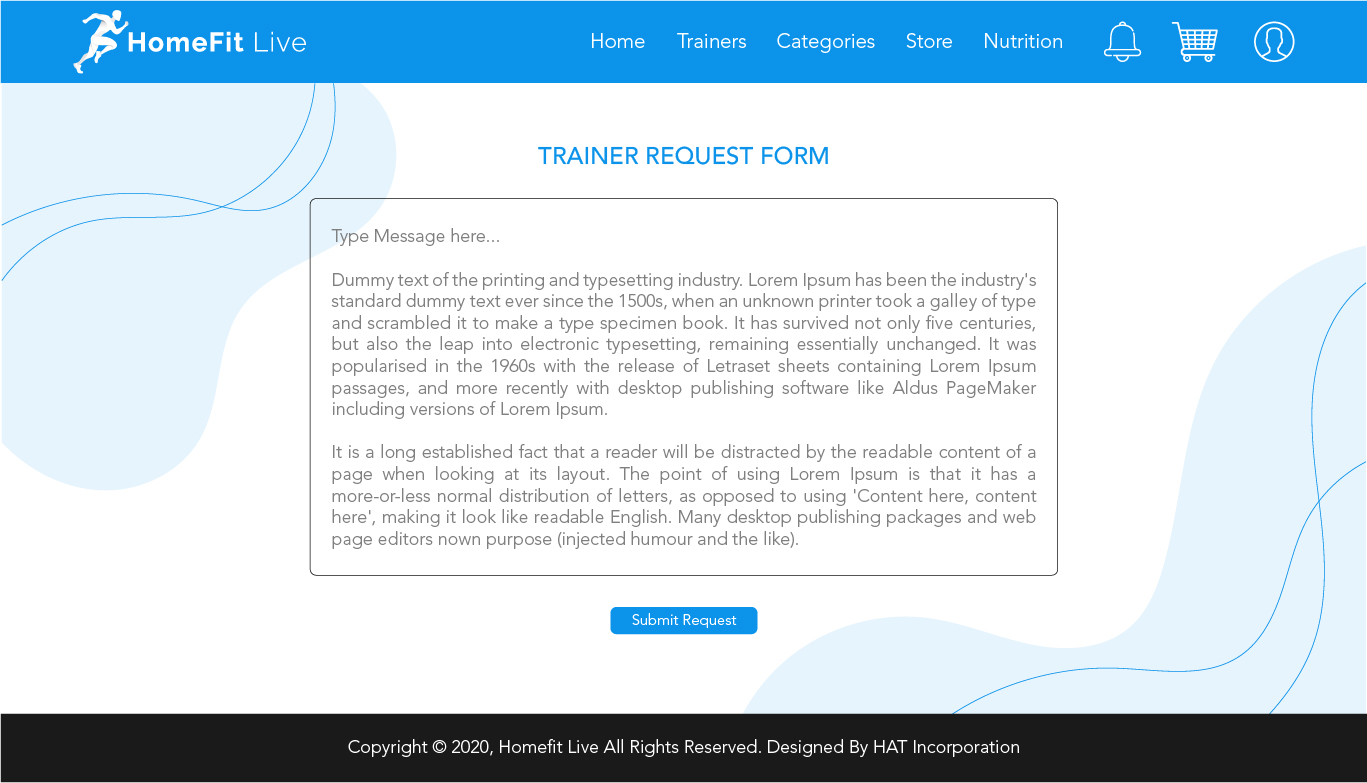 HomeFit Live
Home Trainers Categories Store Nutrition
TRAINER REQUEST FORM
Type Message here...
Dummy text of the printing and typesetting industry. Lorem Ipsum has been the industry's
standard dummy text ever since the 1500s, when an unknown printer took a galley of type
and scrambled it to make a type specimen book. It has survived not only five centuries,
but also the leap into electronic typesetting, remaining essentially unchanged. It was
popularised in the 1960s with the release of Letraset sheets containing Lorem Ipsum
passages, and more recently with desktop publishing software like Aldus PageMaker
including versions of Lorem Ipsum.
It is a long established fact that a reader will be distracted by the readable content of a
page when looking at its layout. The point of using Lorem Ipsum is that it has a
more-or-less normal distribution of letters, as opposed to using 'Content here, content
here', making it look like readable English. Many desktop publishing packages and web
page editors nown purpose (injected humour and the like).
Submit Request
Copyright © 2020, Homefit Live All Rights Reserved. Designed By HAT Incorporation